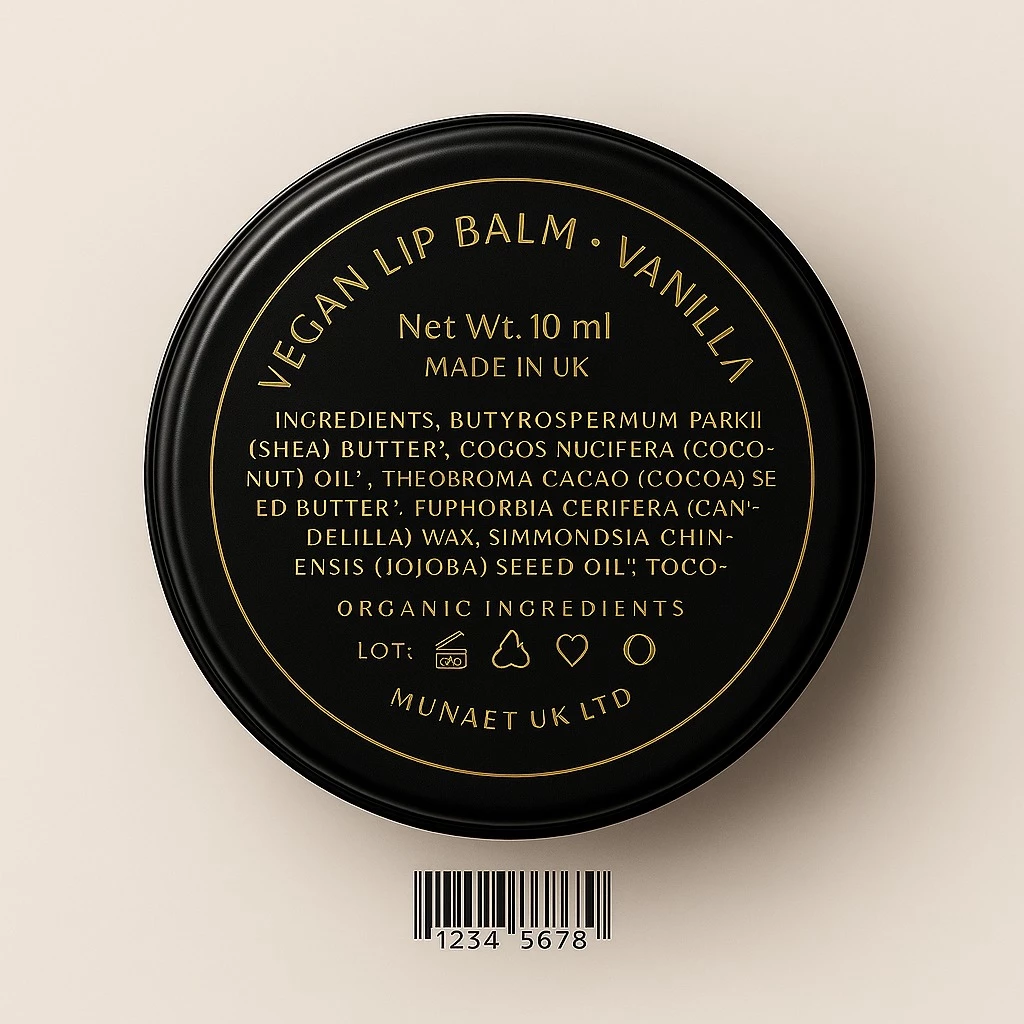 VEGAN LIP BALM · VANILLA
Net Wt. 10 ml
MADE IN UK
INGREDIENTS, BUTYROSPERMUM PARKII
(SHEA) BUTTER’, COGOS NUCIFERA (COCO-
NUT) OIL’, THEOBROMA CACAO (COCOA) SE
ED BUTTER’. FUPHORBIA CERIFERA (CAN'-
DELILLA) WAX, SIMMONDSIA CHIN-
ENSIS (JOJOBA) SEEED OIL"; TOCO-
ORGANIC INGREDIENTS
LOT:
MUNAET UK LTD
1234 5678